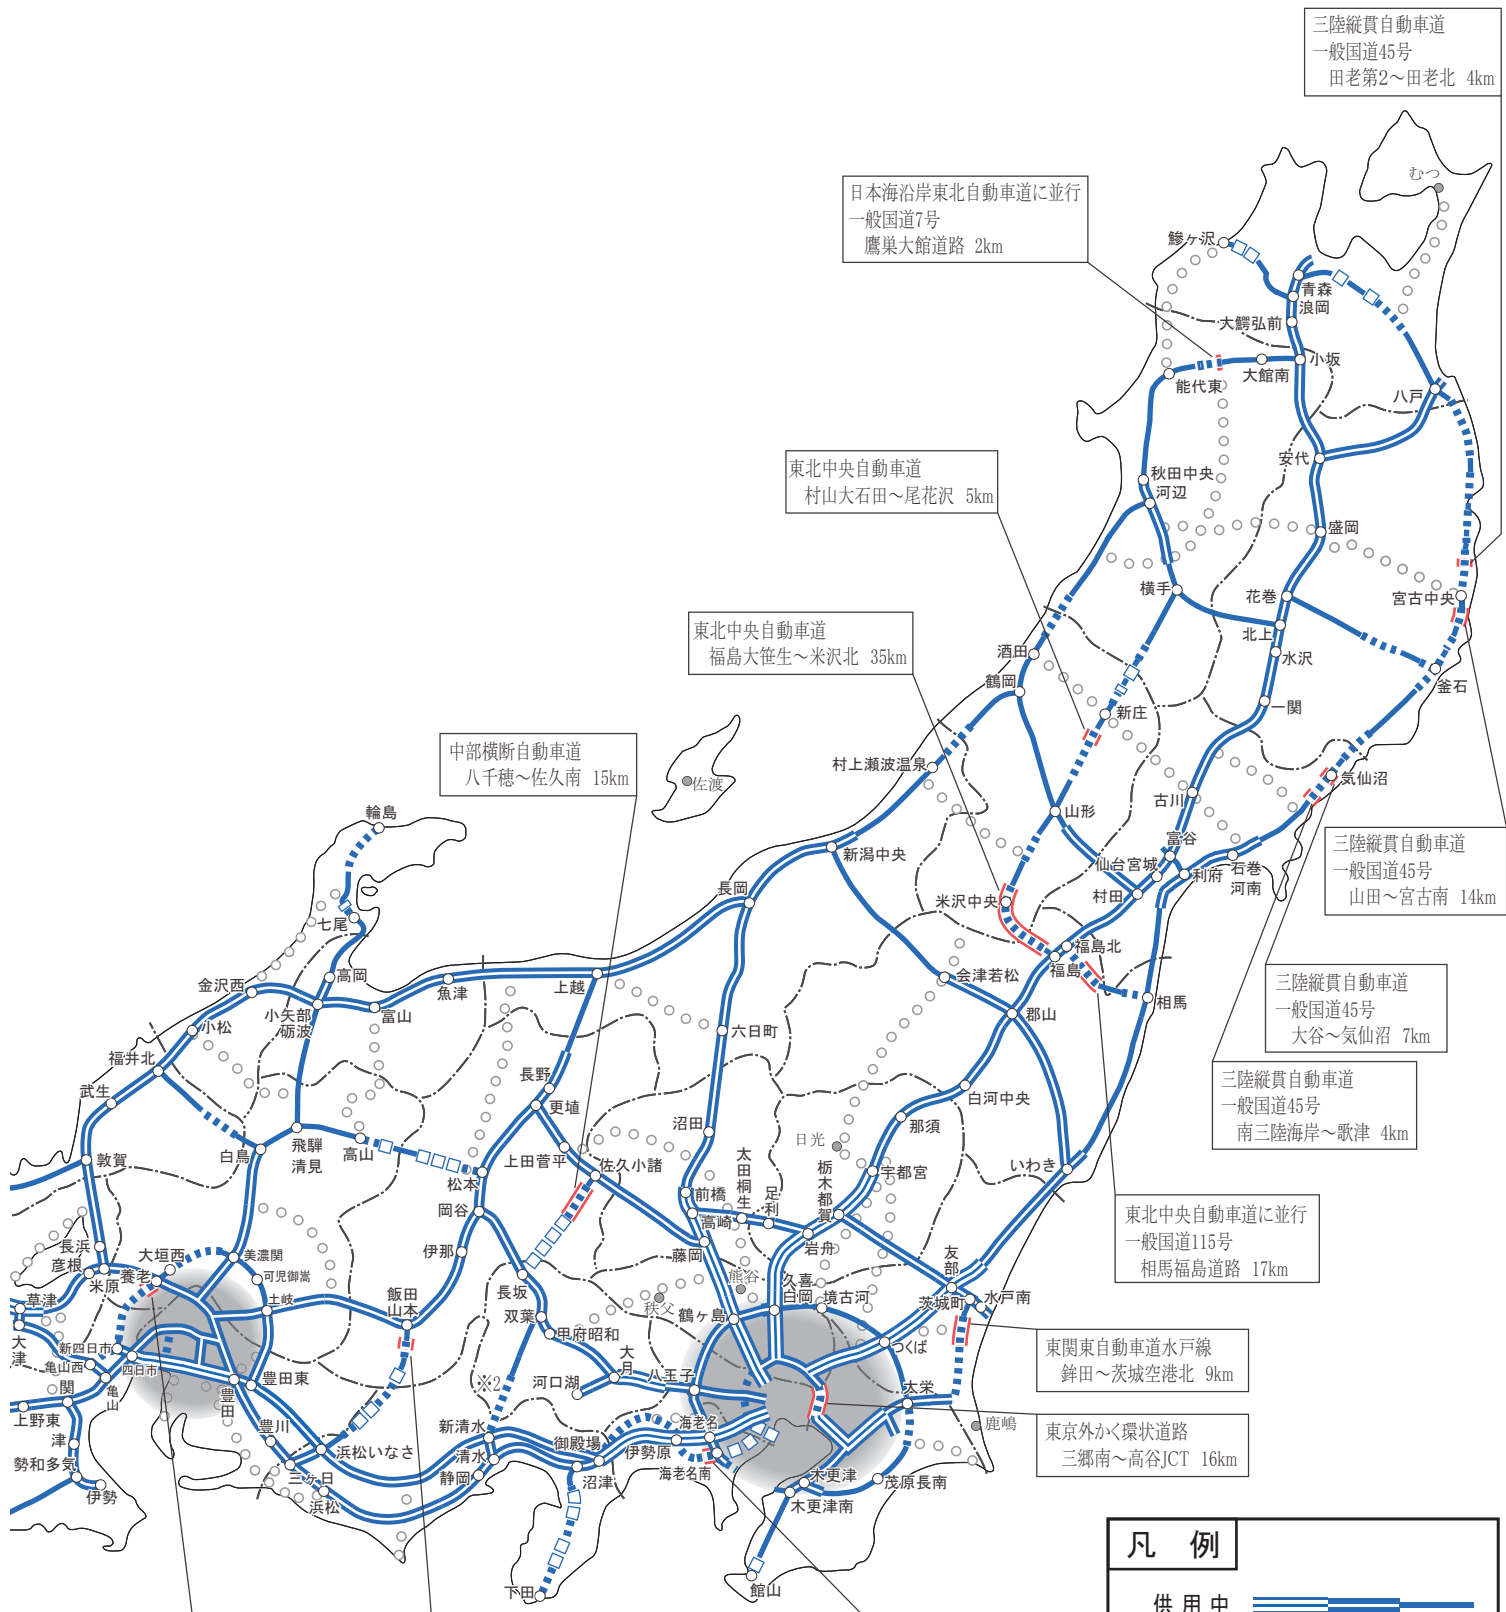 三陸縦貫自動車道
一般国道45号
田老第2～田老北 4km
日本海沿岸東北自動車道に並行
一般国道7号
鷹巣大館道路 2km
東北中央自動車道
村山大石田～尾花沢 5km
東北中央自動車道
福島大笹生～米沢北 35km
中部横断自動車道
八千穂～佐久南 15km
三陸縦貫自動車道
一般国道45号
山田～宮古南 14km
三陸縦貫自動車道
一般国道45号
大谷～気仙沼 7km
三陸縦貫自動車道
一般国道45号
南三陸海岸～歌津 4km
東北中央自動車道に並行
一般国道115号
相馬福島道路 17km
東関東自動車道水戸線
鉾田～茨城空港北 9km
東京外かく環状道路
三郷南～高谷JCT 16km
むつ
鰺ヶ沢
青森
浪岡
大鰐弘前
小坂
大館南
能代東
八戸
安代
秋田中央
河辺
盛岡
横手
花巻
宮古中央
北上
水沢
釜石
酒田
鶴岡
新庄
一関
村上瀬波温泉
気仙沼
佐渡
山形
古川
富谷
輪島
新潟中央
仙台宮城
利府
石巻
河南
長岡
米沢中央
村田
七尾
福島北
福島
高岡
金沢西
魚津
上越
会津若松
相馬
小矢部
砺波
富山
小松
六日町
郡山
福井北
長野
武生
更埴
白河中央
沼田
那須
日光
飛騨
清見
高山
白鳥
敦賀
上田菅平
佐久小諸
太田桐生
足利
栃木都賀
宇都宮
いわき
松本
岡谷
前橋
高崎
岩舟
長浜
彦根
米原
養老
大垣西
美濃関
可児御嵩
伊那
藤岡
友部
草津
土岐
飯田
山本
長坂
秩父
熊谷
久喜
白岡
境古河
茨城町
水戸南
大津
新四日市
亀山西
四日市
双葉
甲府昭和
鶴ヶ島
つくば
関
亀山
豊田
豊田東
※2
河口湖
大月
八王子
大栄
上野東
豊川
新清水
御殿場
伊勢原
海老名
鹿嶋
津
浜松いなさ
清水
勢和多気
三ヶ日
静岡
沼津
海老名南
木更津
茂原長南
伊勢
浜松
木更津南
下田
館山
凡例
供用中